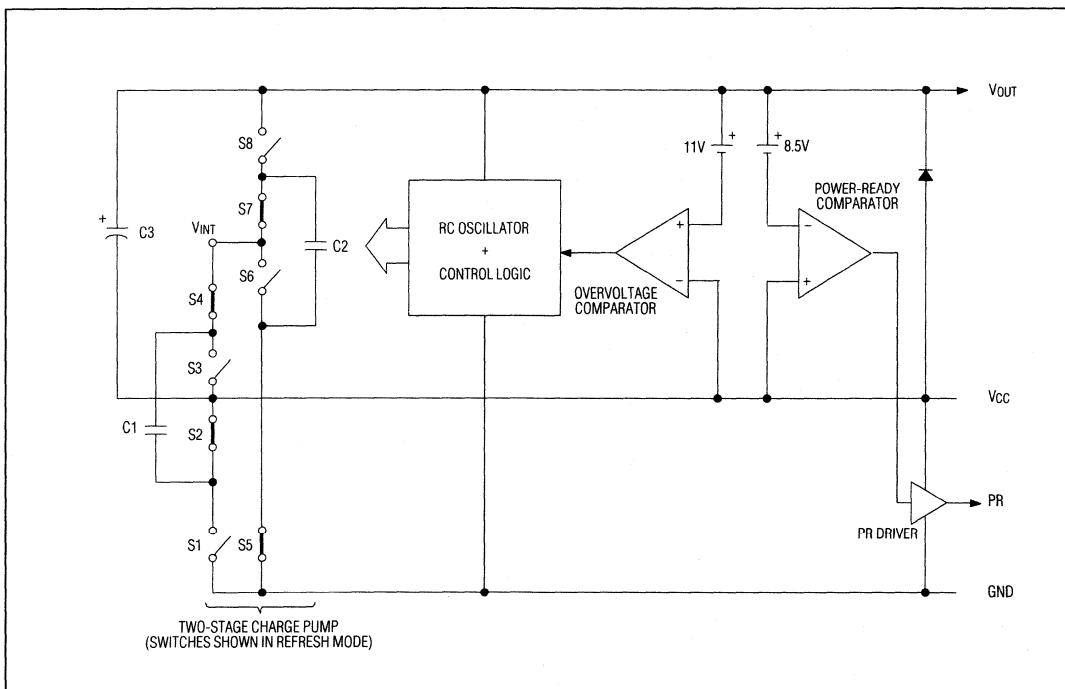 VOUT
S8
11V
+
+
8.5V
POWER-READY
COMPARATOR
S7
+
C3
VINT
C2
RC OSCILLATOR
+
CONTROL LOGIC
+
−
−
+
S6
S4
OVERVOLTAGE
COMPARATOR
S3
VCC
C1
S2
PR
PR DRIVER
S1
S5
GND
TWO-STAGE CHARGE PUMP
(SWITCHES SHOWN IN REFRESH MODE)